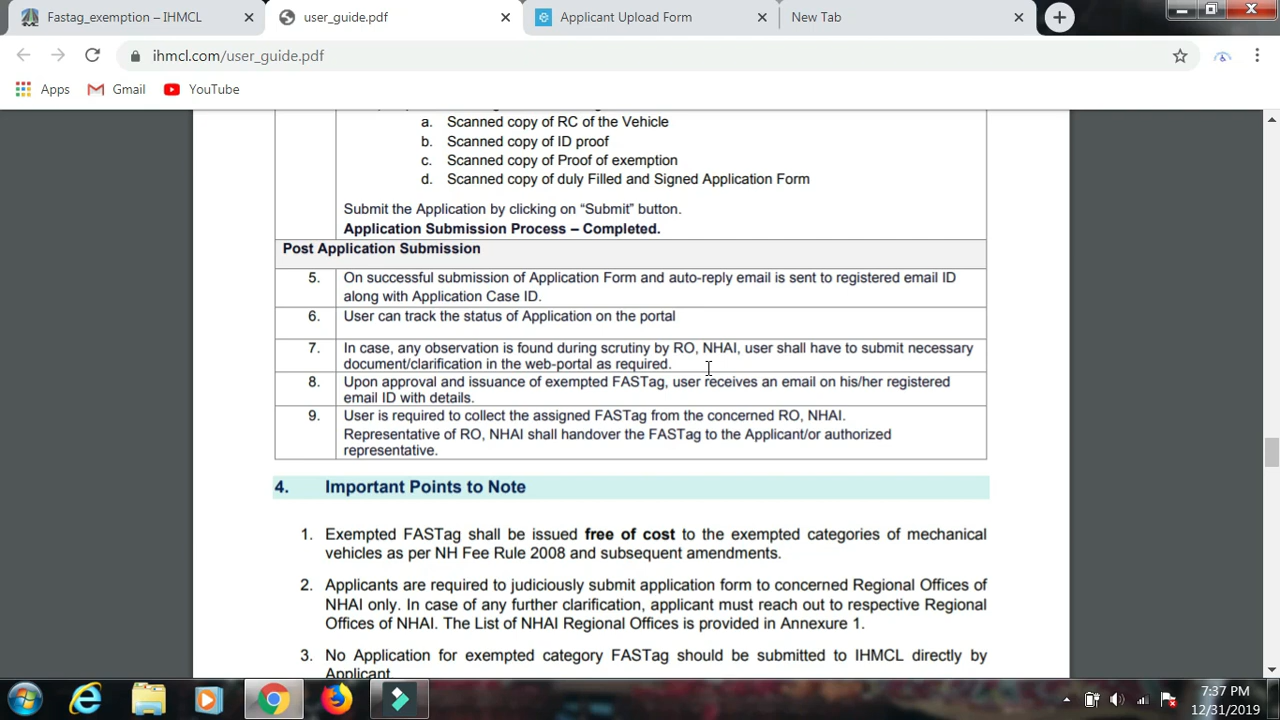 Fastag_exemption – IHMCL
user_guide.pdf
Applicant Upload Form
New Tab
ihmcl.com/user_guide.pdf
Apps
Gmail
YouTube
a. Scanned copy of RC of the Vehicle
b. Scanned copy of ID proof
c. Scanned copy of Proof of exemption
d. Scanned copy of duly Filled and Signed Application Form
Submit the Application by clicking on “Submit” button.
Application Submission Process – Completed.
Post Application Submission
5. On successful submission of Application Form and auto-reply email is sent to registered email ID
along with Application Case ID.
6. User can track the status of Application on the portal
7. In case, any observation is found during scrutiny by RO, NHAI, user shall have to submit necessary
document/clarification in the web-portal as required.
8. Upon approval and issuance of exempted FASTag, user receives an email on his/her registered
email ID with details.
9. User is required to collect the assigned FASTag from the concerned RO, NHAI.
Representative of RO, NHAI shall handover the FASTag to the Applicant/or authorized
representative.
4. Important Points to Note
1. Exempted FASTag shall be issued free of cost to the exempted categories of mechanical
vehicles as per NH Fee Rule 2008 and subsequent amendments.
2. Applicants are required to judiciously submit application form to concerned Regional Offices of
NHAI only. In case of any further clarification, applicant must reach out to respective Regional
Offices of NHAI. The List of NHAI Regional Offices is provided in Annexure 1.
3. No Application for exempted category FASTag should be submitted to IHMCL directly by
Applicant.
7:37 PM
12/31/2019